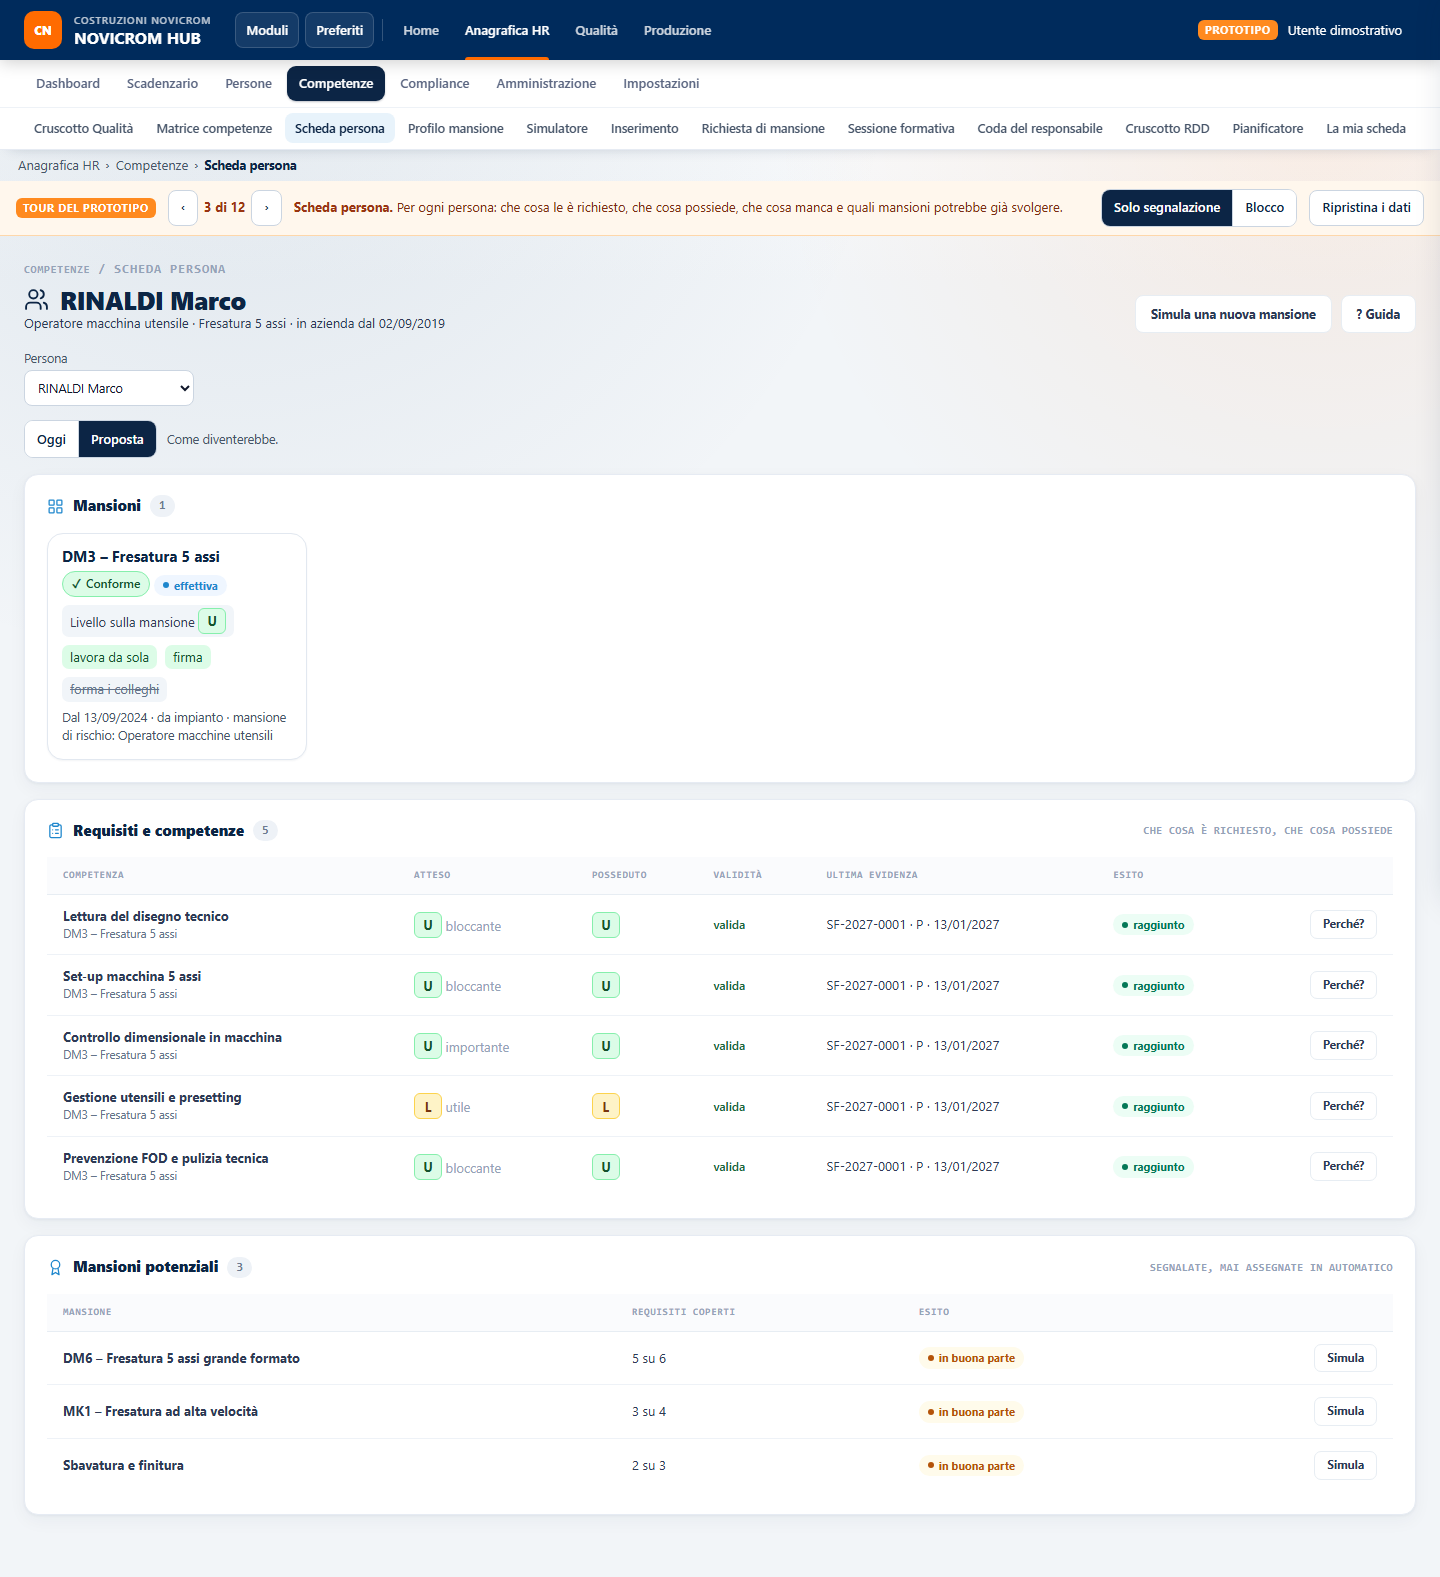 CN
COSTRUZIONI NOVICROM
NOVICROM HUB
Moduli
Preferiti
Home
Anagrafica HR
Qualità
Produzione
PROTOTIPO
Utente dimostrativo
Dashboard
Scadenzario
Persone
Competenze
Compliance
Amministrazione
Impostazioni
Cruscotto Qualità
Matrice competenze
Scheda persona
Profilo mansione
Simulatore
Inserimento
Richiesta di mansione
Sessione formativa
Coda del responsabile
Cruscotto RDD
Pianificatore
La mia scheda
Anagrafica HR › Competenze › Scheda persona
TOUR DEL PROTOTIPO
‹ 3 di 12 ›
Scheda persona. Per ogni persona: che cosa le è richiesto, che cosa possiede, che cosa manca e quali mansioni potrebbe già svolgere.
Solo segnalazione
Blocco
Ripristina i dati
COMPETENZE / SCHEDA PERSONA
RINALDI Marco
Operatore macchina utensile · Fresatura 5 assi · in azienda dal 02/09/2019
Simula una nuova mansione
? Guida
Persona
RINALDI Marco
Oggi
Proposta
Come diventerebbe.
Mansioni 1
DM3 – Fresatura 5 assi
✓ Conforme
effettiva
Livello sulla mansione U
lavora da sola
firma
forma i colleghi
Dal 13/09/2024 · da impianto · mansione
di rischio: Operatore macchine utensili
Requisiti e competenze 5
CHE COSA È RICHIESTO, CHE COSA POSSIEDE
COMPETENZA ATTESO POSSEDUTO VALIDITÀ ULTIMA EVIDENZA ESITO
Lettura del disegno tecnico
DM3 – Fresatura 5 assi
U bloccante U valida SF-2027-0001 · P · 13/01/2027 raggiunto Perché?
Set-up macchina 5 assi
DM3 – Fresatura 5 assi
U bloccante U valida SF-2027-0001 · P · 13/01/2027 raggiunto Perché?
Controllo dimensionale in macchina
DM3 – Fresatura 5 assi
U importante U valida SF-2027-0001 · P · 13/01/2027 raggiunto Perché?
Gestione utensili e presetting
DM3 – Fresatura 5 assi
L utile L valida SF-2027-0001 · P · 13/01/2027 raggiunto Perché?
Prevenzione FOD e pulizia tecnica
DM3 – Fresatura 5 assi
U bloccante U valida SF-2027-0001 · P · 13/01/2027 raggiunto Perché?
Mansioni potenziali 3
SEGNALATE, MAI ASSEGNATE IN AUTOMATICO
MANSIONE REQUISITI COPERTI ESITO
DM6 – Fresatura 5 assi grande formato 5 su 6 in buona parte Simula
MK1 – Fresatura ad alta velocità 3 su 4 in buona parte Simula
Sbavatura e finitura 2 su 3 in buona parte Simula